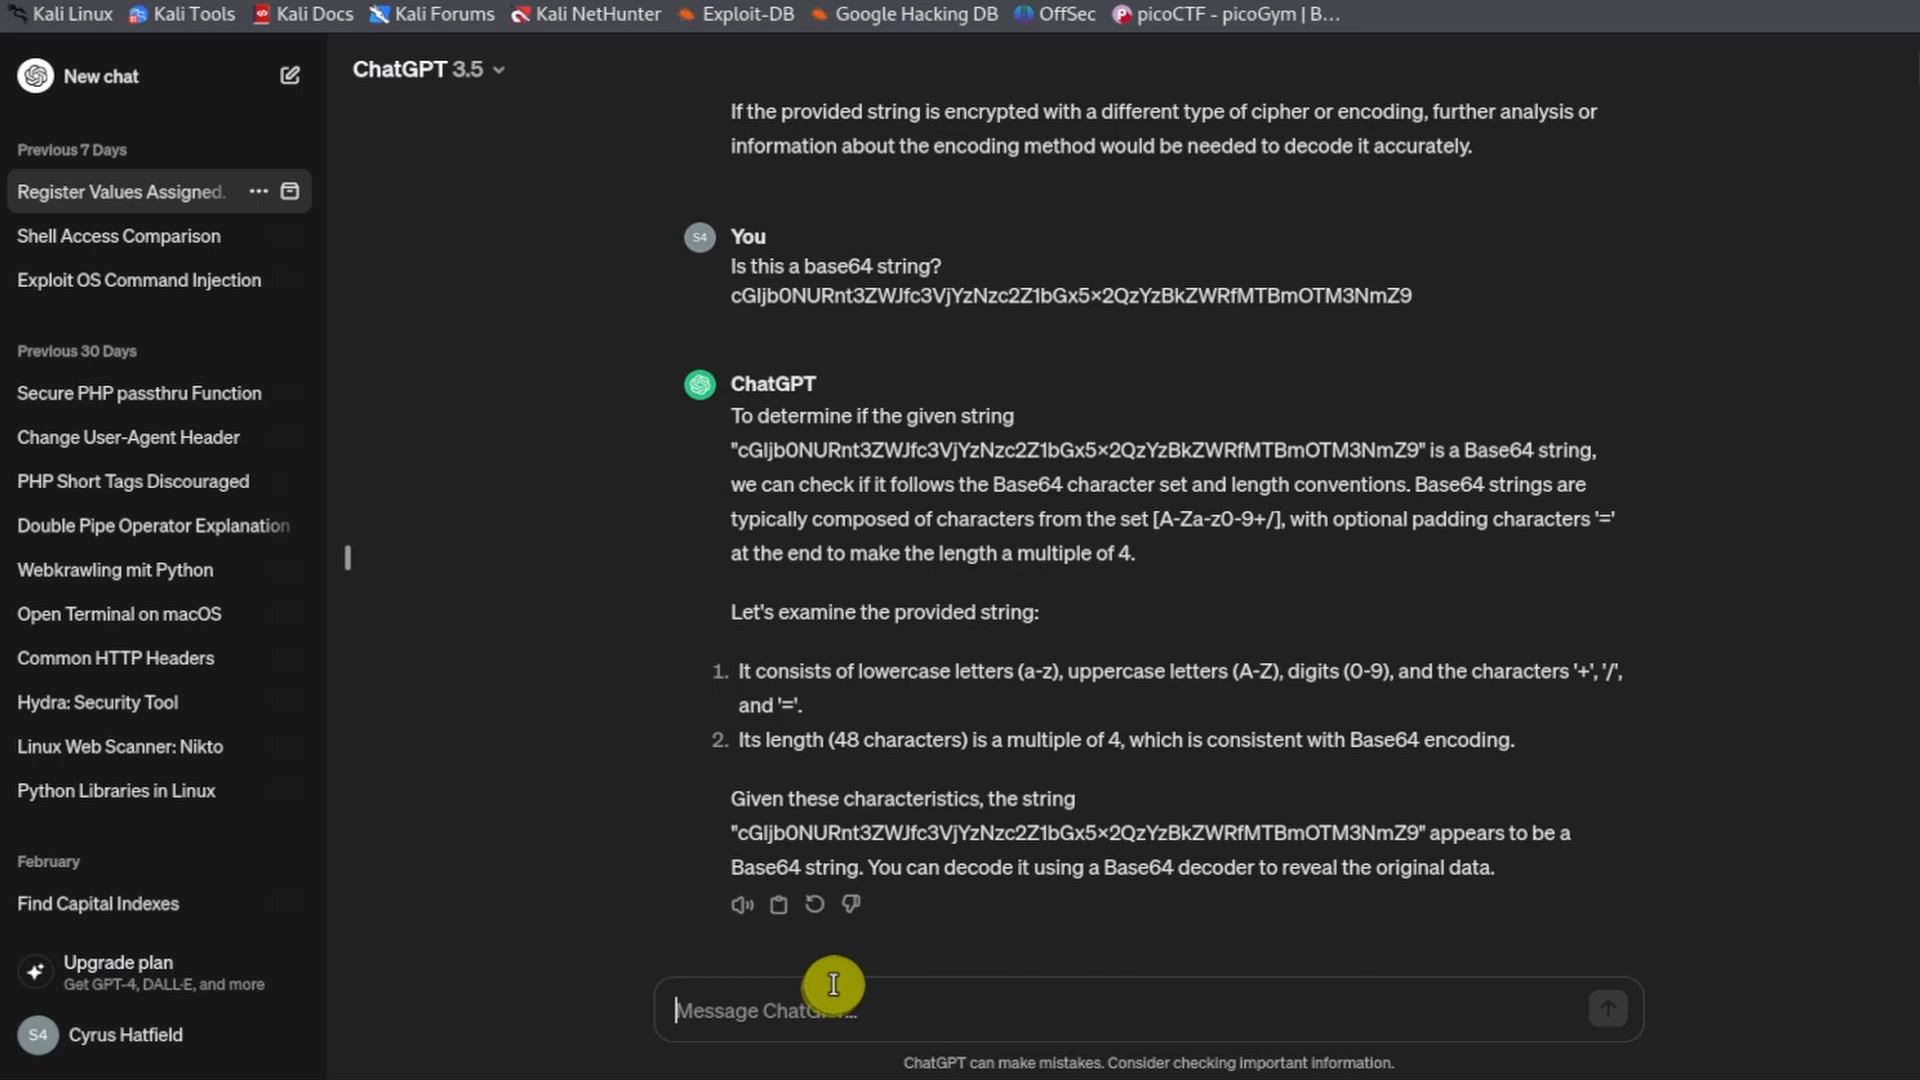 Kali Linux Kali Tools Kali Docs Kali Forums Kali NetHunter Exploit-DB Google Hacking DB OffSec picoCTF - picoGym | B...
New chat
Previous 7 Days
Register Values Assigned.
Shell Access Comparison
Exploit OS Command Injection
Previous 30 Days
Secure PHP passthru Function
Change User-Agent Header
PHP Short Tags Discouraged
Double Pipe Operator Explanation
Webkrawling mit Python
Open Terminal on macOS
Common HTTP Headers
Hydra: Security Tool
Linux Web Scanner: Nikto
Python Libraries in Linux
February
Find Capital Indexes
Upgrade plan
Get GPT-4, DALL·E, and more
S4 Cyrus Hatfield
ChatGPT 3.5
If the provided string is encrypted with a different type of cipher or encoding, further analysis or
information about the encoding method would be needed to decode it accurately.
S4 You
Is this a base64 string?
cGljb0NURnt3ZWJfc3VjYzNzc2Z1bGx5×2QzYzBkZWRfMTBmOTM3NmZ9
ChatGPT
To determine if the given string
"cGljb0NURnt3ZWJfc3VjYzNzc2Z1bGx5×2QzYzBkZWRfMTBmOTM3NmZ9" is a Base64 string,
we can check if it follows the Base64 character set and length conventions. Base64 strings are
typically composed of characters from the set [A-Za-z0-9+/], with optional padding characters '='
at the end to make the length a multiple of 4.
Let's examine the provided string:
1. It consists of lowercase letters (a-z), uppercase letters (A-Z), digits (0-9), and the characters '+', '/',
and '='.
2. Its length (48 characters) is a multiple of 4, which is consistent with Base64 encoding.
Given these characteristics, the string
"cGljb0NURnt3ZWJfc3VjYzNzc2Z1bGx5×2QzYzBkZWRfMTBmOTM3NmZ9" appears to be a
Base64 string. You can decode it using a Base64 decoder to reveal the original data.
Message
ChatGPT can make mistakes. Consider checking important information.